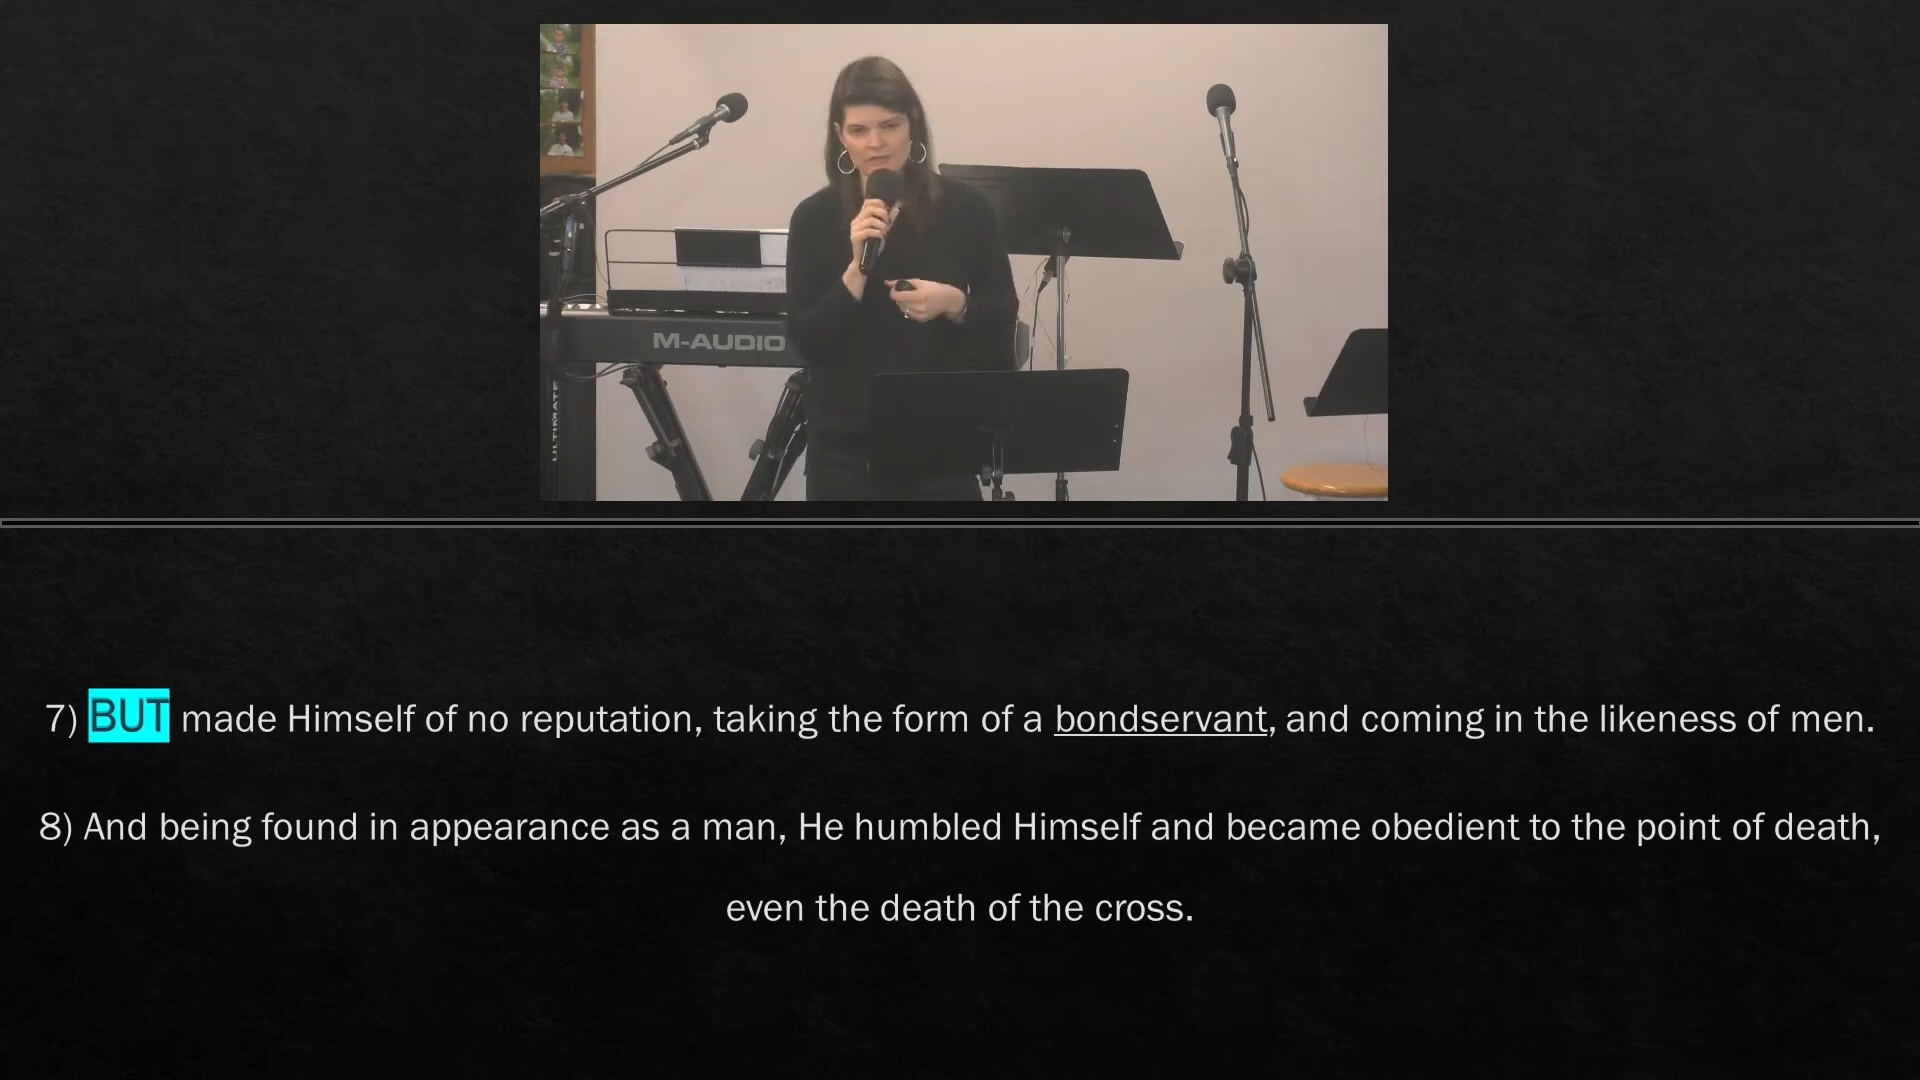 M-AUDIO
ULTIMATE
7) BUT made Himself of no reputation, taking the form of a bondservant, and coming in the likeness of men.
8) And being found in appearance as a man, He humbled Himself and became obedient to the point of death,
even the death of the cross.